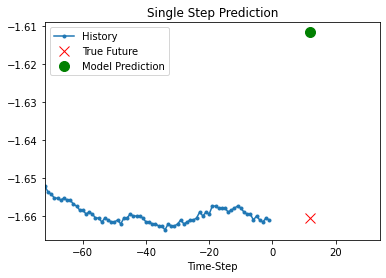 Single Step Prediction
−1.61
History
True Future
Model Prediction
−1.62
−1.63
−1.64
−1.65
−1.66
−60 −40 −20 0 20
Time-Step